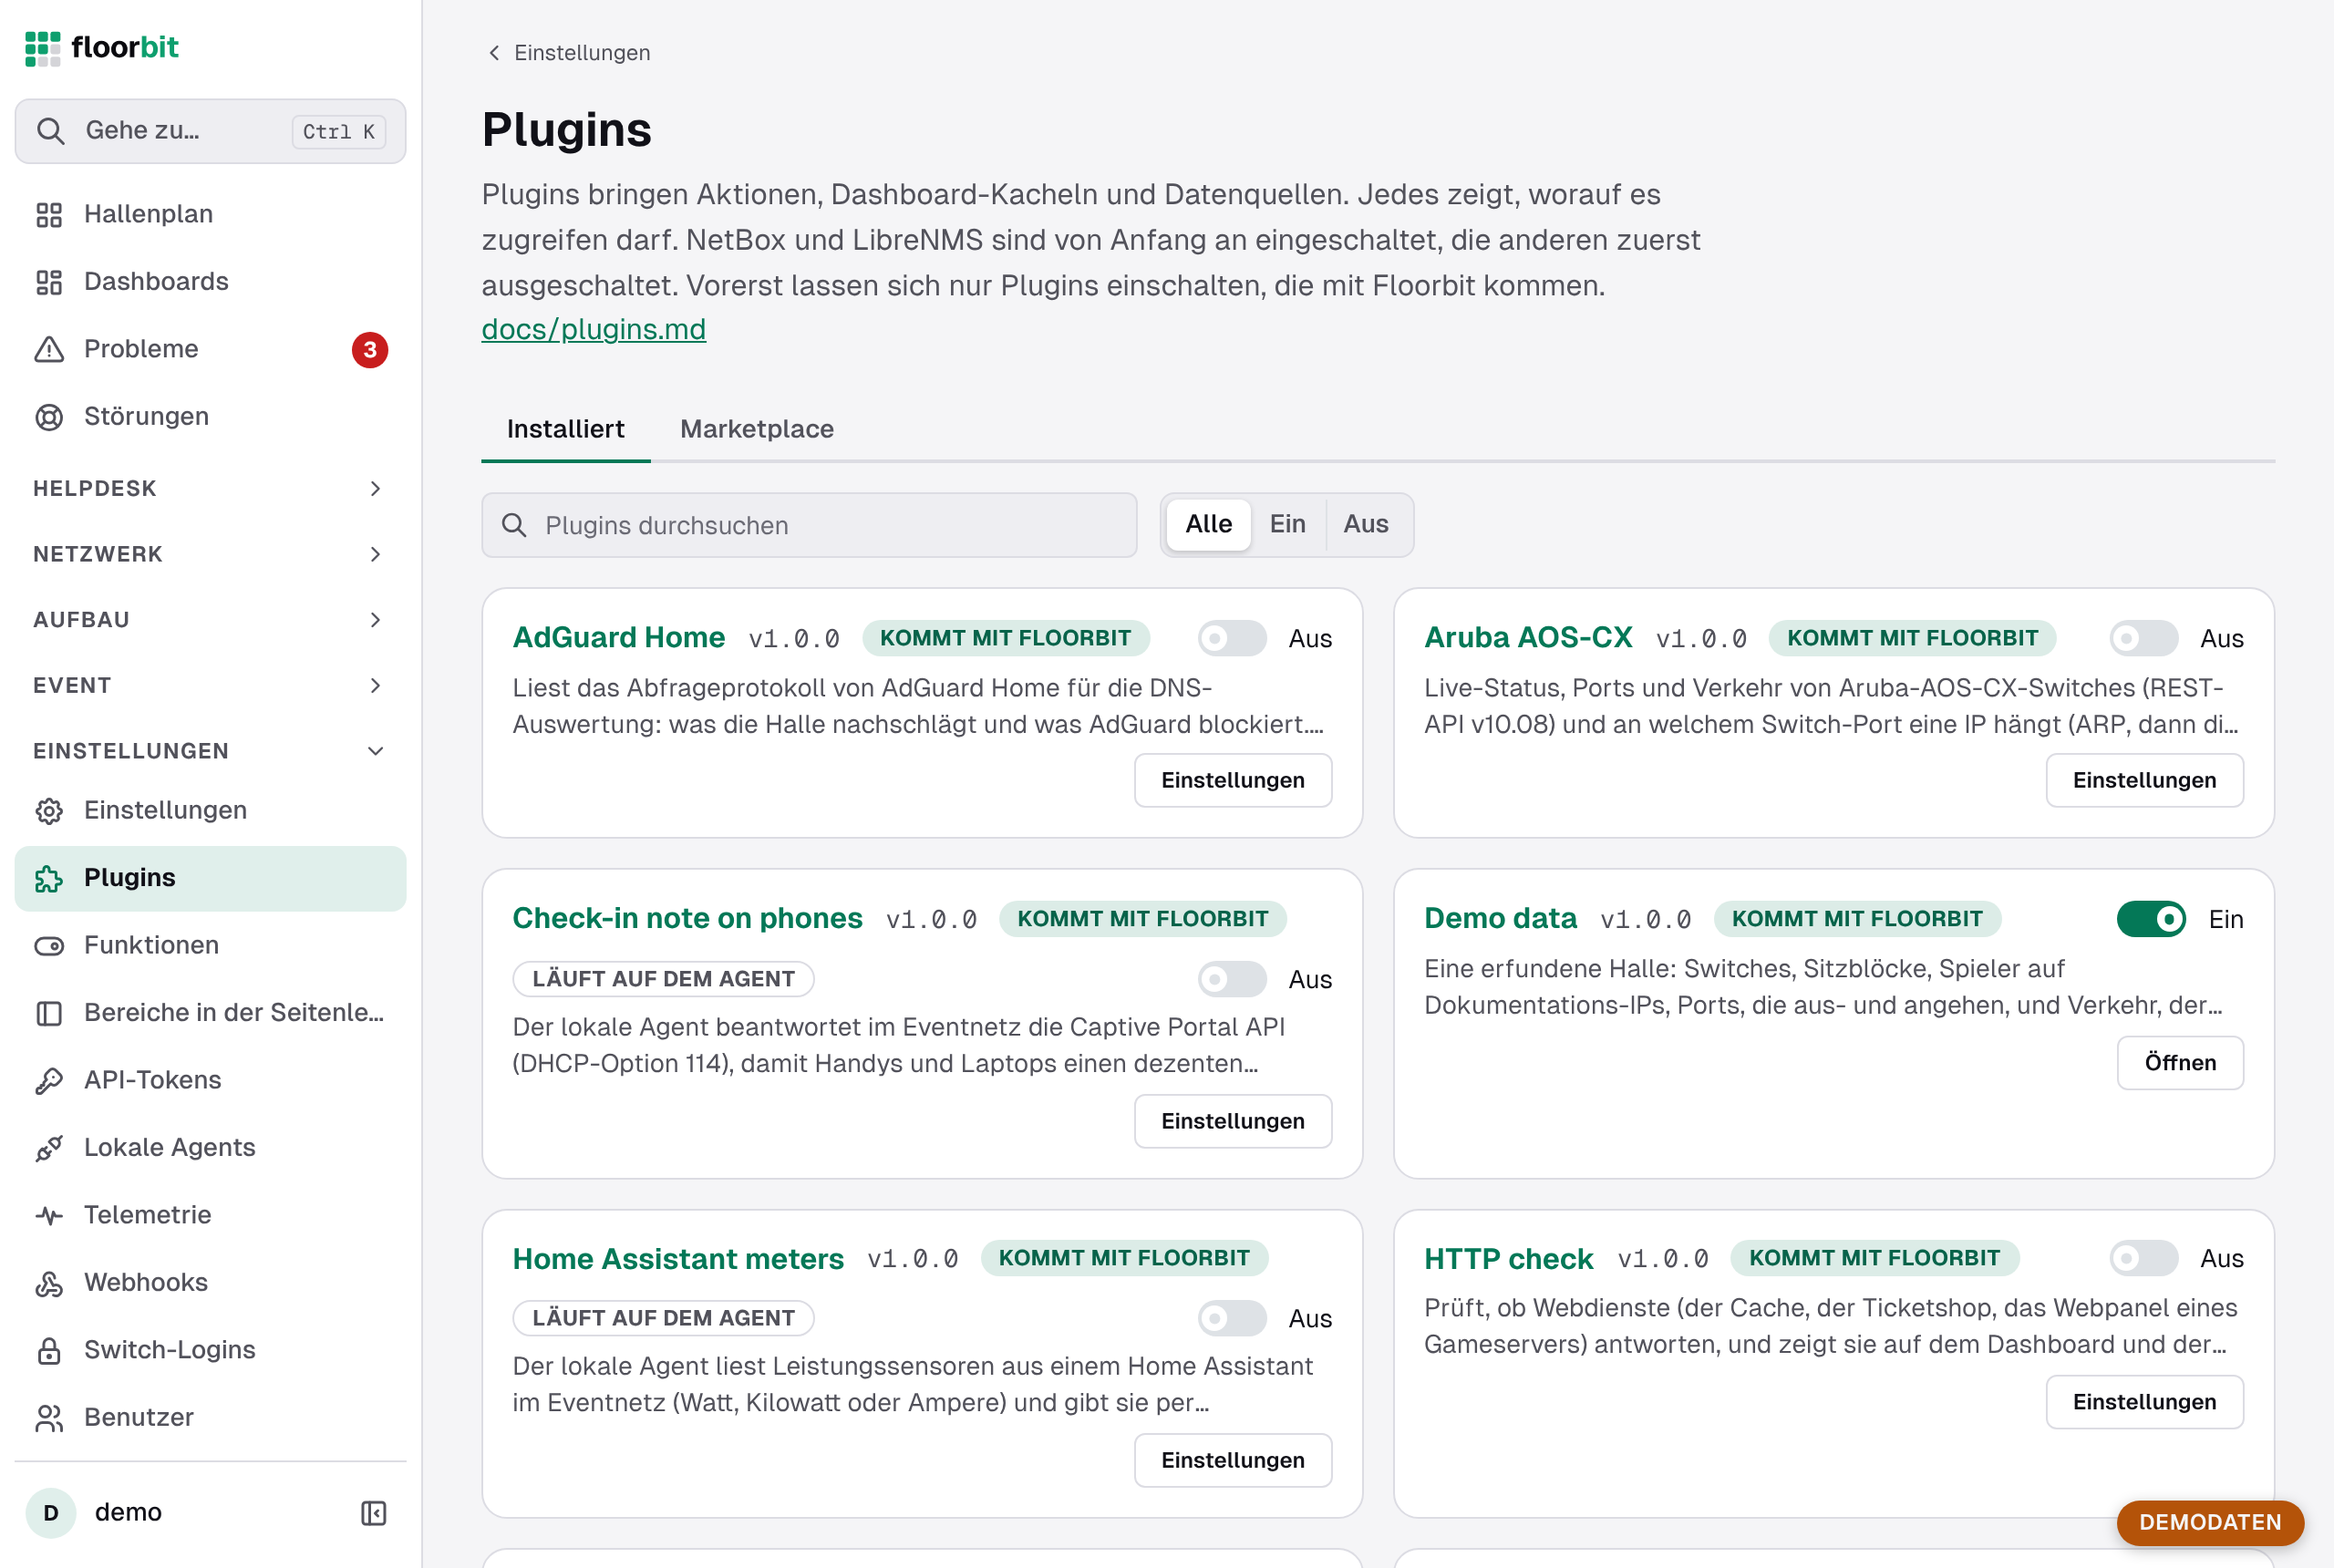 floorbit
Gehe zu...
Ctrl K
Hallenplan
Dashboards
Probleme
3
Störungen
HELPDESK
NETZWERK
AUFBAU
EVENT
EINSTELLUNGEN
Einstellungen
Plugins
Funktionen
Bereiche in der Seitenle...
API-Tokens
Lokale Agents
Telemetrie
Webhooks
Switch-Logins
Benutzer
D
demo
Einstellungen
Plugins
Plugins bringen Aktionen, Dashboard-Kacheln und Datenquellen. Jedes zeigt, worauf es
zugreifen darf. NetBox und LibreNMS sind von Anfang an eingeschaltet, die anderen zuerst
ausgeschaltet. Vorerst lassen sich nur Plugins einschalten, die mit Floorbit kommen.
docs/plugins.md
Installiert
Marketplace
Plugins durchsuchen
Alle
Ein
Aus
AdGuard Home v1.0.0 KOMMT MIT FLOORBIT Aus
Liest das Abfrageprotokoll von AdGuard Home für die DNS-
Auswertung: was die Halle nachschlägt und was AdGuard blockiert....
Einstellungen
Aruba AOS-CX v1.0.0 KOMMT MIT FLOORBIT Aus
Live-Status, Ports und Verkehr von Aruba-AOS-CX-Switches (REST-
API v10.08) und an welchem Switch-Port eine IP hängt (ARP, dann di...
Einstellungen
Check-in note on phones v1.0.0 KOMMT MIT FLOORBIT
LÄUFT AUF DEM AGENT Aus
Der lokale Agent beantwortet im Eventnetz die Captive Portal API
(DHCP-Option 114), damit Handys und Laptops einen dezenten...
Einstellungen
Demo data v1.0.0 KOMMT MIT FLOORBIT Ein
Eine erfundene Halle: Switches, Sitzblöcke, Spieler auf
Dokumentations-IPs, Ports, die aus- und angehen, und Verkehr, der...
Öffnen
Home Assistant meters v1.0.0 KOMMT MIT FLOORBIT
LÄUFT AUF DEM AGENT Aus
Der lokale Agent liest Leistungssensoren aus einem Home Assistant
im Eventnetz (Watt, Kilowatt oder Ampere) und gibt sie per...
Einstellungen
HTTP check v1.0.0 KOMMT MIT FLOORBIT Aus
Prüft, ob Webdienste (der Cache, der Ticketshop, das Webpanel eines
Gameservers) antworten, und zeigt sie auf dem Dashboard und der...
Einstellungen
DEMODATEN